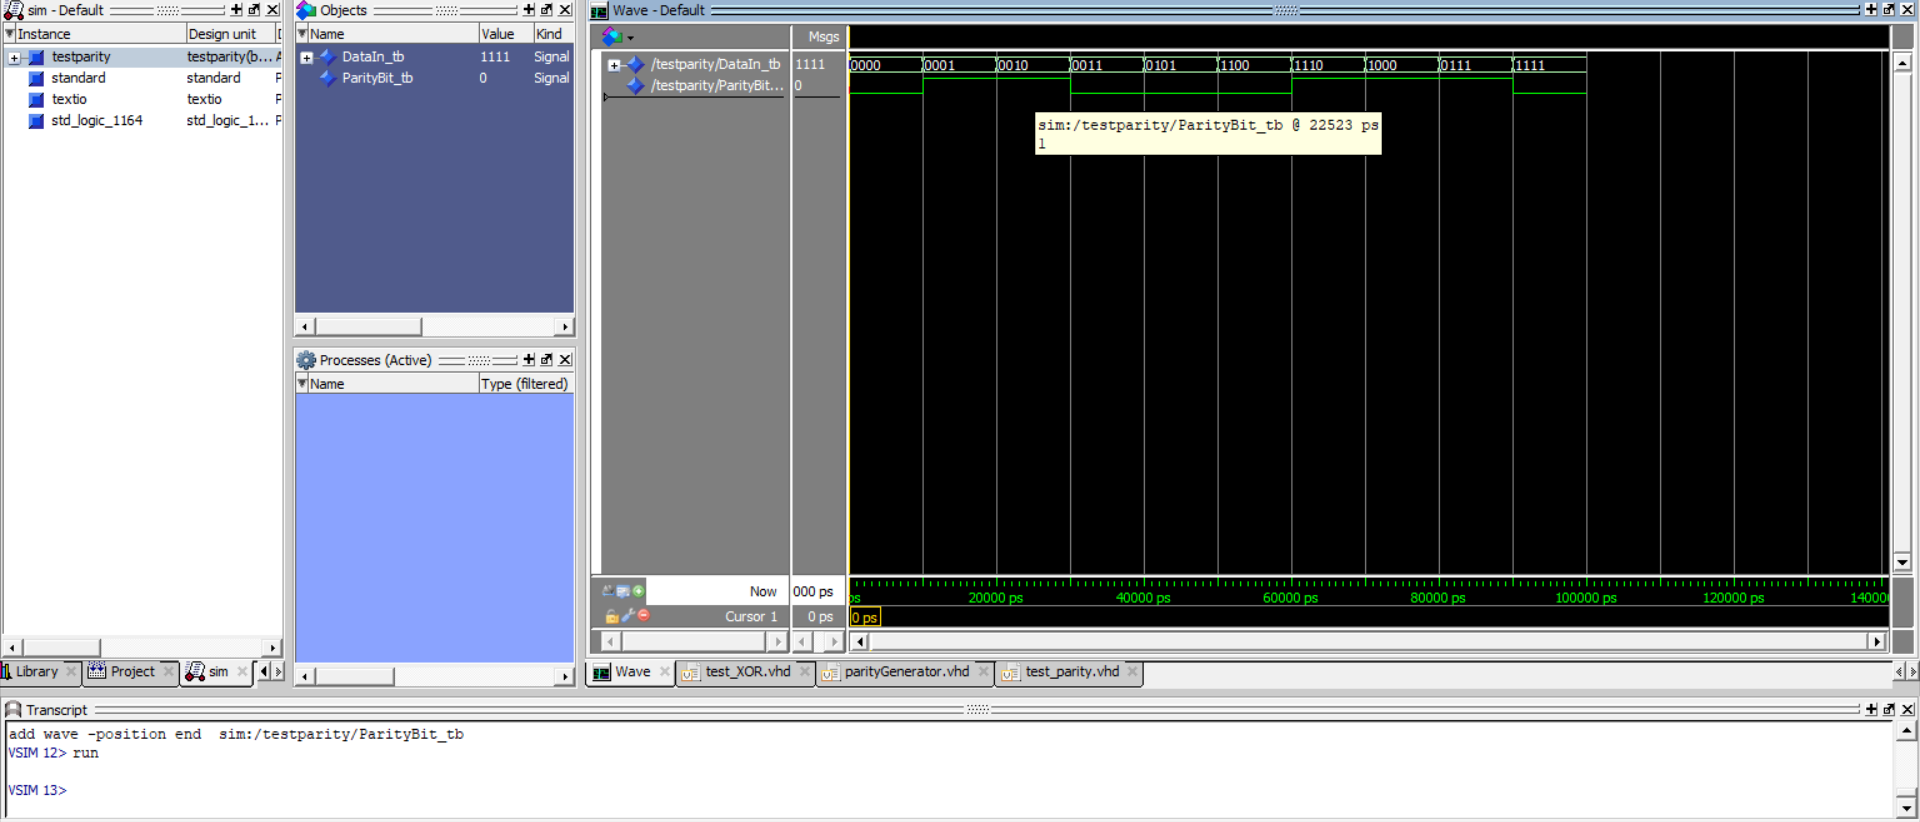 sim - Default
Instance Design unit
testparity testparity(b...
standard standard
textio textio
std_logic_1164 std_logic_1...
Library Project sim
Objects
Name Value Kind
DataIn_tb 1111 Signal
ParityBit_tb 0 Signal
Processes (Active)
Name Type (filtered)
Wave - Default
Msgs
/testparity/DataIn_tb 1111 0000 0001 0010 0011 0101 1100 1110 1000 0111 1111
/testparity/ParityBit... 0
sim:/testparity/ParityBit_tb @ 22523 ps
1
Now 000 ps ps 20000 ps 40000 ps 60000 ps 80000 ps 100000 ps 120000 ps 14000
Cursor 1 0 ps 0 ps
Wave test_XOR.vhd parityGenerator.vhd test_parity.vhd
Transcript
add wave -position end sim:/testparity/ParityBit_tb
VSIM 12> run
VSIM 13>